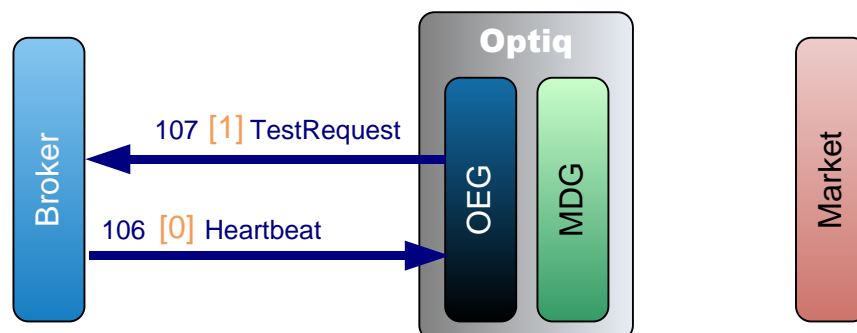 Optiq
Broker
107 [1] TestRequest
106 [0] Heartbeat
OEG
MDG
Market